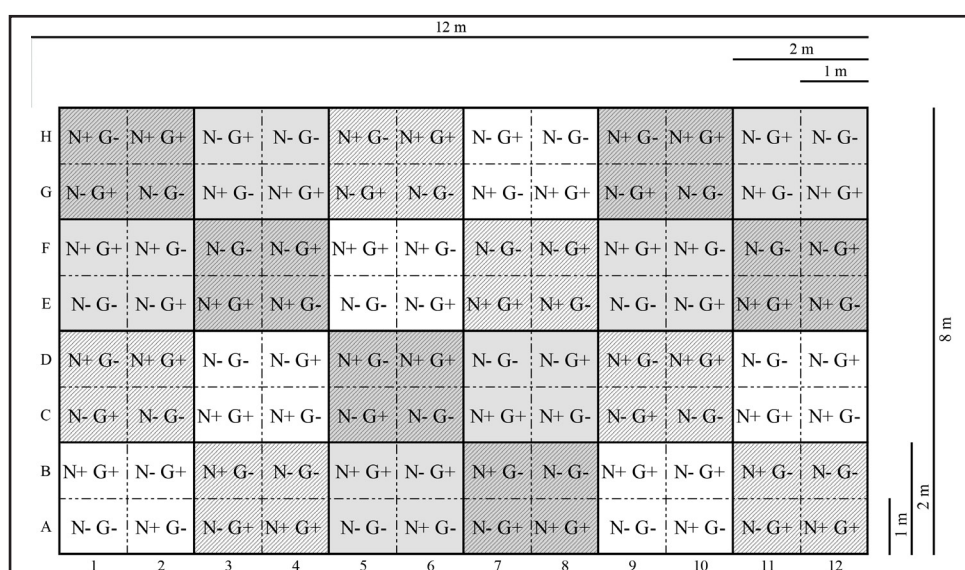 12 m
2 m
1 m
H N+ G- N+ G+ N- G+ N- G- N+ G- N+ G+ N- G+ N- G- N+ G- N+ G+ N- G+ N- G-
G N- G+ N- G- N+ G- N+ G+ N- G+ N- G- N+ G- N+ G+ N- G+ N- G- N+ G- N+ G+
F N+ G+ N+ G- N- G- N- G+ N+ G+ N+ G- N- G- N- G+ N+ G+ N+ G- N- G- N- G+
E N- G- N- G+ N+ G+ N+ G- N- G- N- G+ N+ G+ N+ G- N- G- N- G+ N+ G+ N+ G-
D N+ G- N+ G+ N- G- N- G+ N+ G- N+ G+ N- G- N- G+ N+ G- N+ G+ N- G- N- G+
C N- G+ N- G- N+ G+ N+ G- N- G+ N- G- N+ G+ N+ G- N- G+ N- G- N+ G+ N+ G-
B N+ G+ N- G+ N+ G- N- G- N+ G+ N- G+ N+ G- N- G- N+ G+ N- G+ N+ G- N- G-
A N- G- N+ G- N- G+ N+ G+ N- G- N+ G- N- G+ N+ G+ N- G- N+ G- N- G+ N+ G+
1 2 3 4 5 6 7 8 9 10 11 12
1 m
2 m
8 m